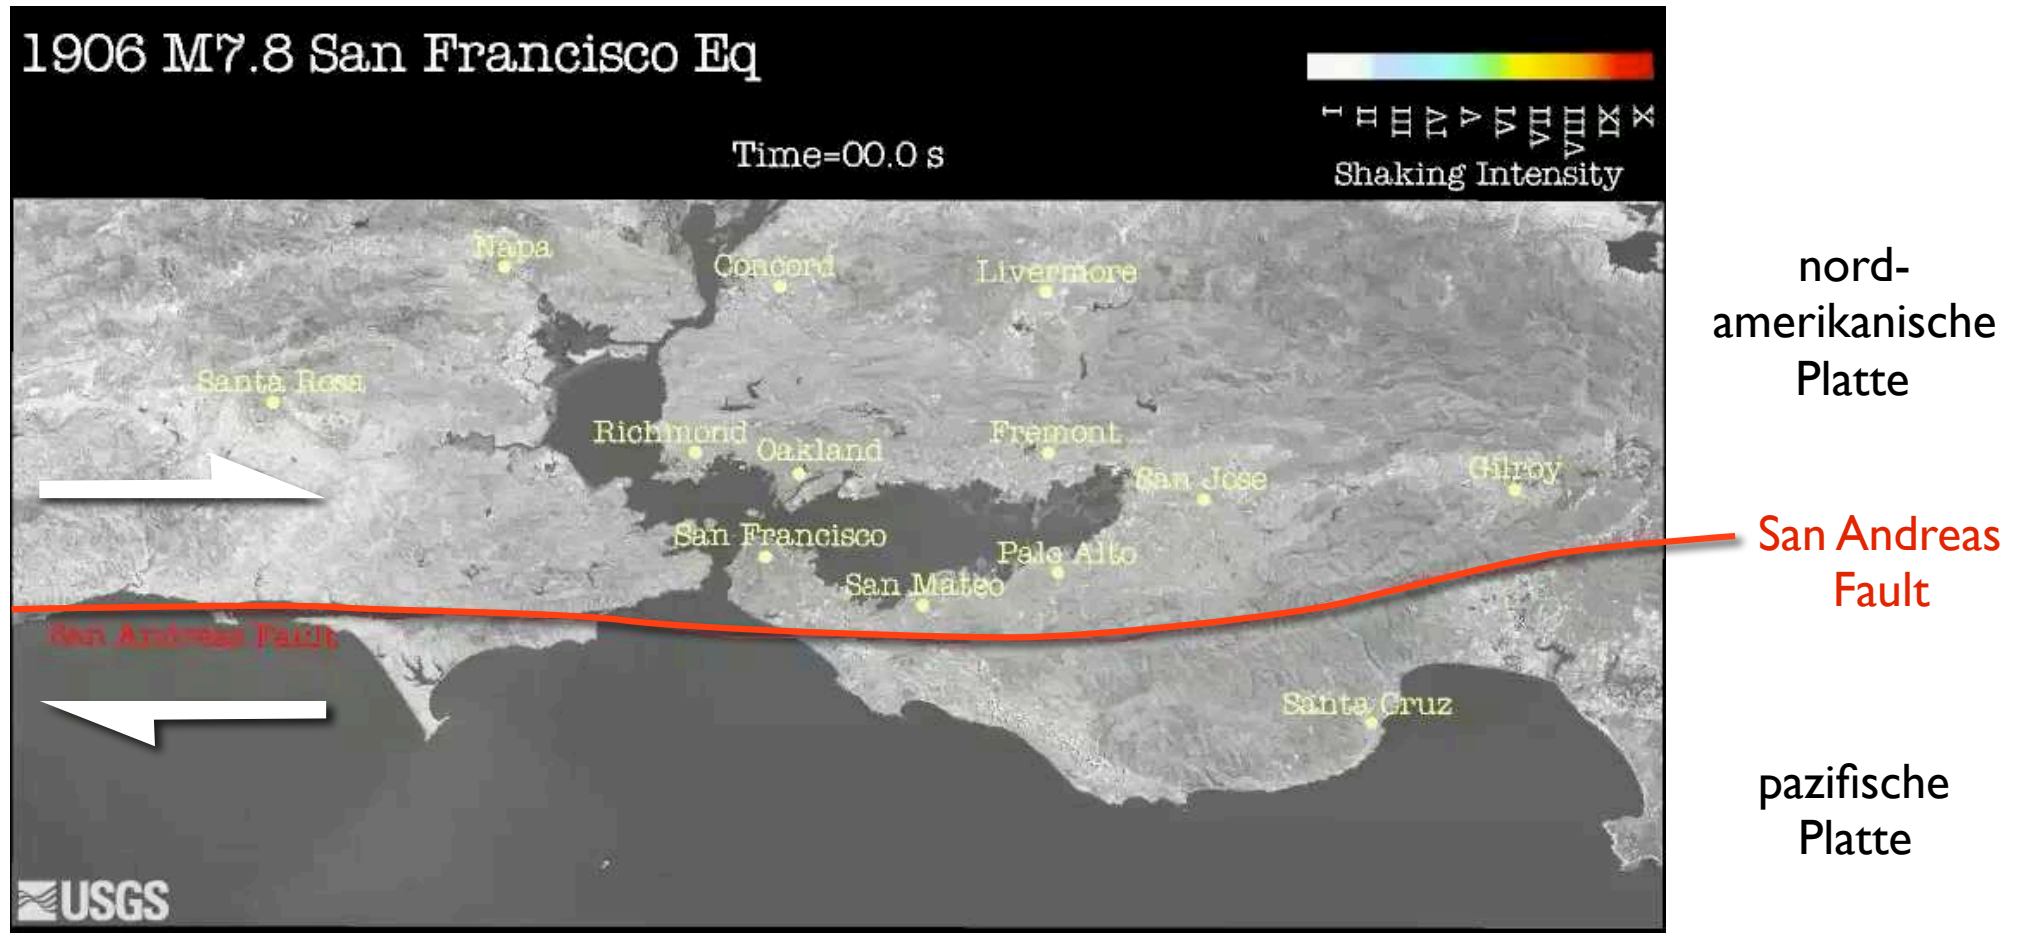 1906 M7.8 San Francisco Eq
Time=00.0 s
I II III IV V VI VII VIII IX X
Shaking Intensity
Napa
Concord
Livermore
Santa Rosa
Richmond
Oakland
Fremont
San Jose
Gilroy
San Francisco
Palo Alto
San Mateo
San Andreas Fault
Santa Cruz
USGS
nord-
amerikanische
Platte
San Andreas
Fault
pazifische
Platte